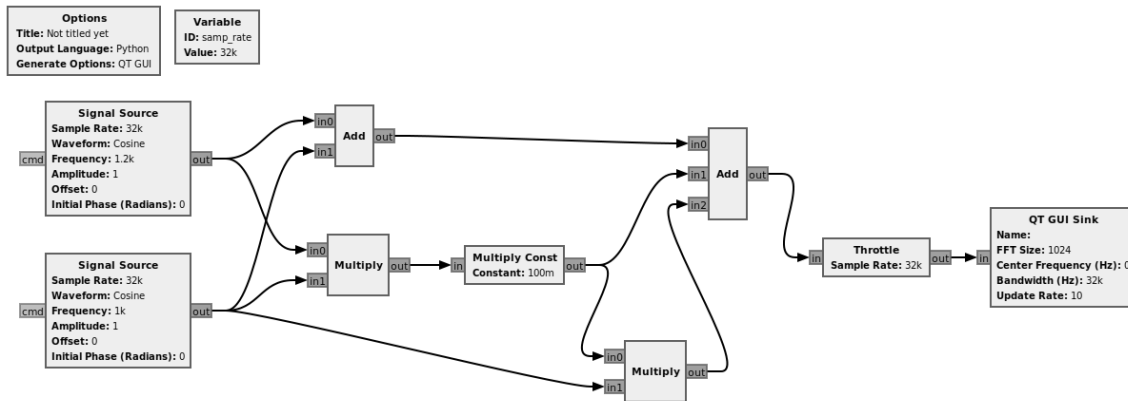 Options
Title: Not titled yet
Output Language: Python
Generate Options: QT GUI
Variable
ID: samp_rate
Value: 32k
Signal Source
Sample Rate: 32k
Waveform: Cosine
Frequency: 1.2k
Amplitude: 1
Offset: 0
Initial Phase (Radians): 0
cmd
out
Signal Source
Sample Rate: 32k
Waveform: Cosine
Frequency: 1k
Amplitude: 1
Offset: 0
Initial Phase (Radians): 0
cmd
out
in0
in1
Add
out
in0
in1
Multiply
out
in
Multiply Const
Constant: 100m
out
in0
in1
Multiply
out
in0
in1
in2
Add
out
in
Throttle
Sample Rate: 32k
out
in
QT GUI Sink
Name:
FFT Size: 1024
Center Frequency (Hz): 0
Bandwidth (Hz): 32k
Update Rate: 10